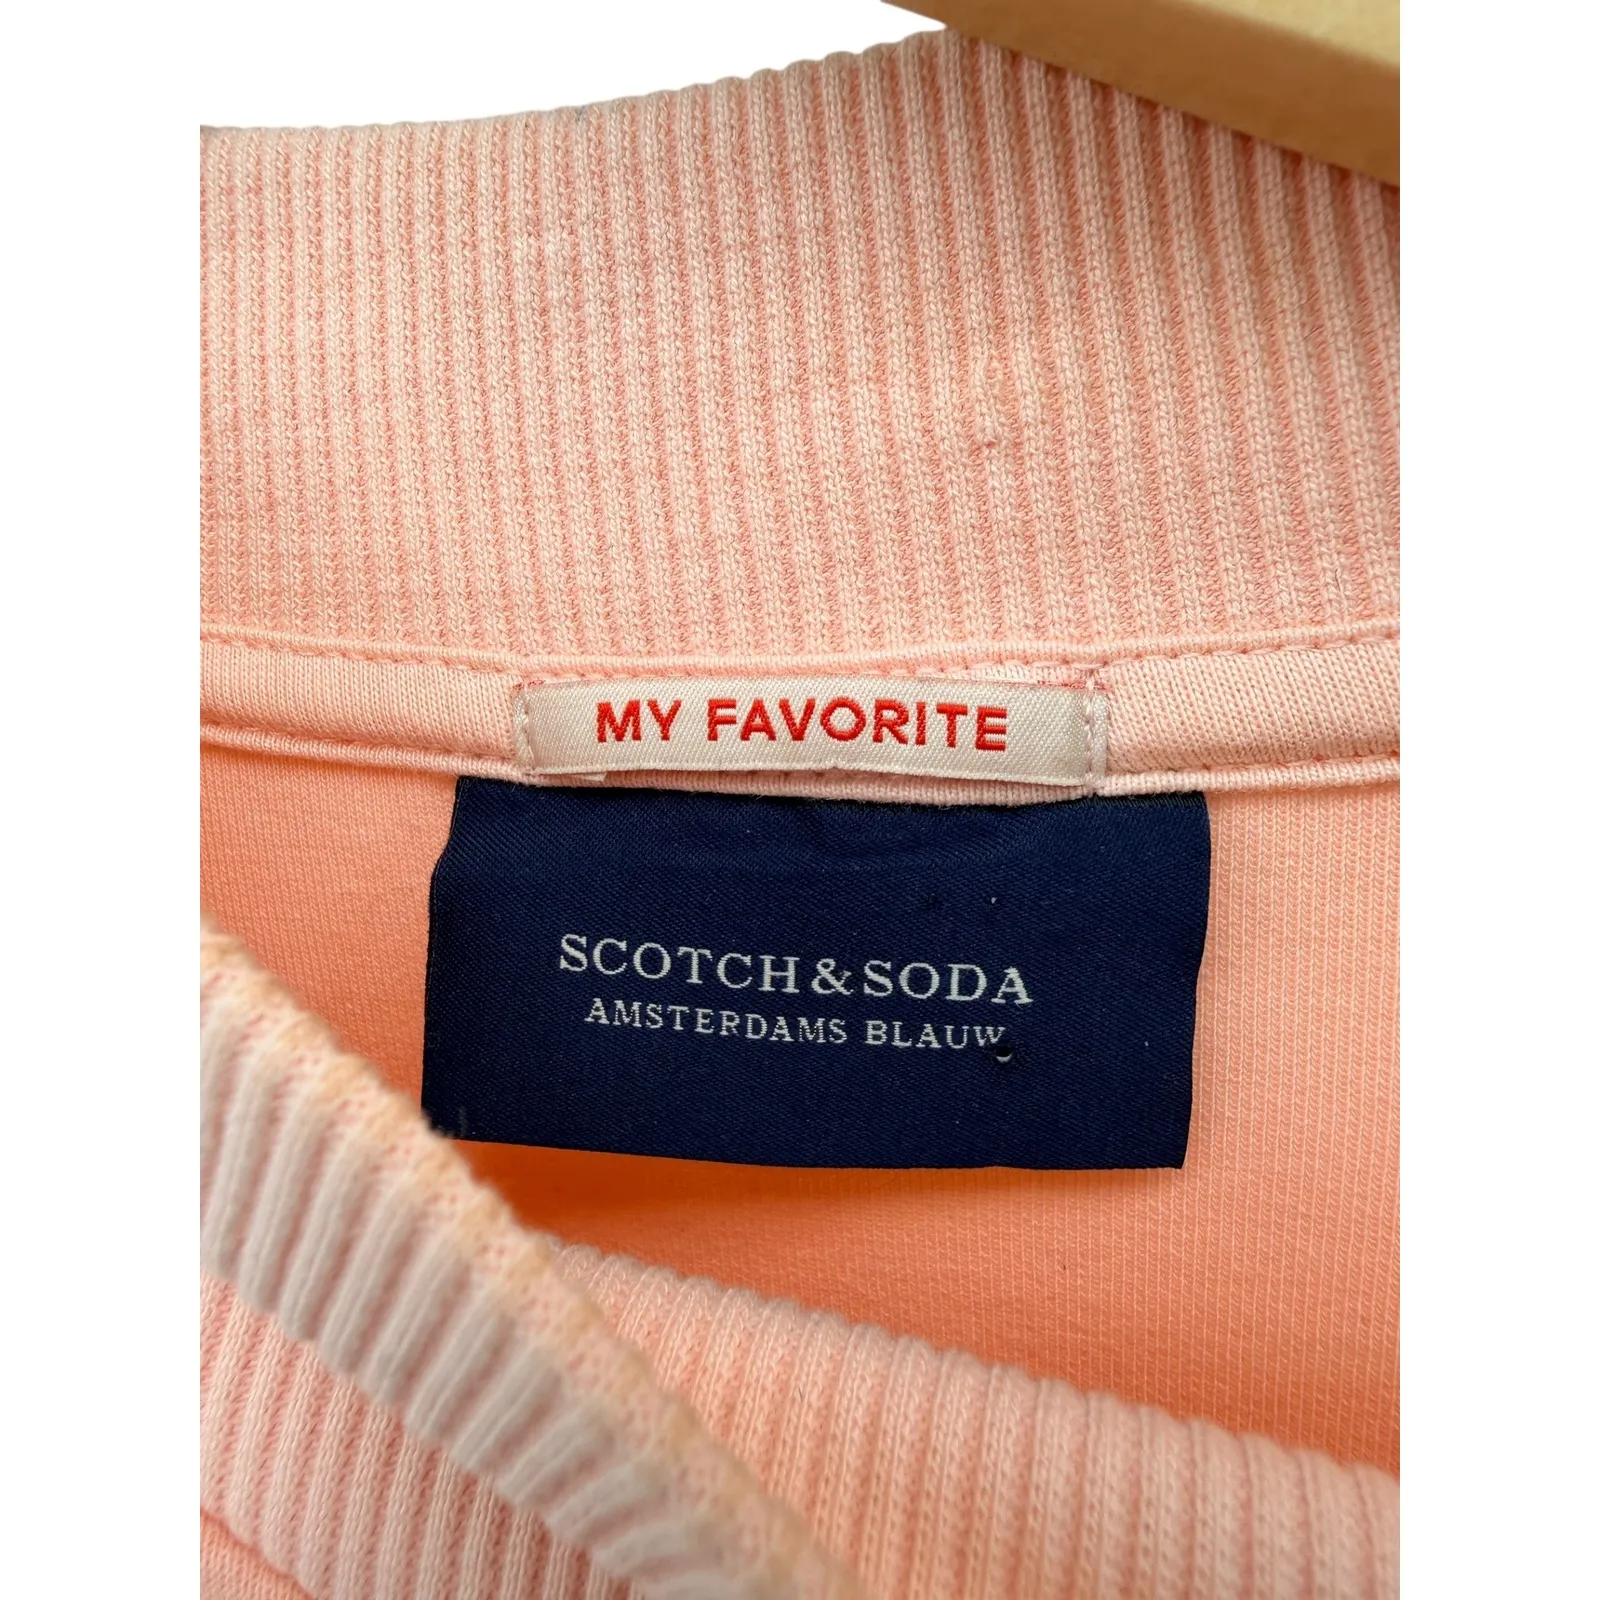 MY FAVORITE
SCOTCH & SODA
AMSTERDAMS BLAUW